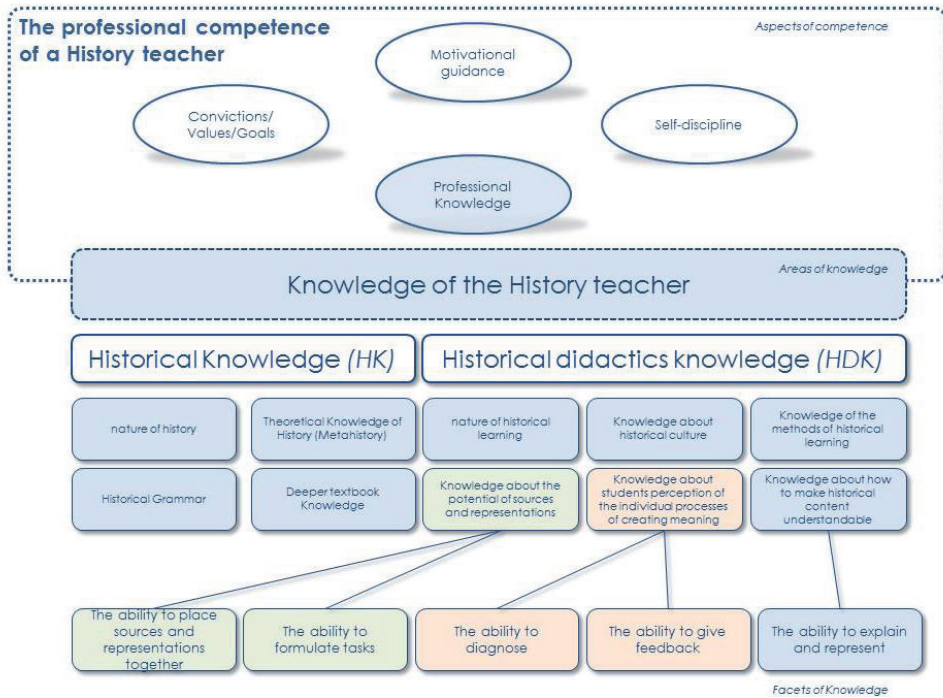 The professional competence
of a History teacher
Aspects of competence
Motivational
guidance
Convictions/
Values/Goals
Self-discipline
Professional
Knowledge
Areas of knowledge
Knowledge of the History teacher
Historical Knowledge (HK)
Historical didactics knowledge (HDK)
nature of history
Theoretical Knowledge of
History (Metahistory)
nature of historical
learning
Knowledge about
historical culture
Knowledge of the
methods of historical
learning
Historical Grammar
Deeper textbook
Knowledge
Knowledge about the
potential of sources
and representations
Knowledge about
students perception of
the individual processes
of creating meaning
Knowledge about how
to make historical
content
understandable
The ability to place
sources and
representations
together
The ability to
formulate tasks
The ability to
diagnose
The ability to give
feedback
The ability to explain
and represent
Facets of Knowledge